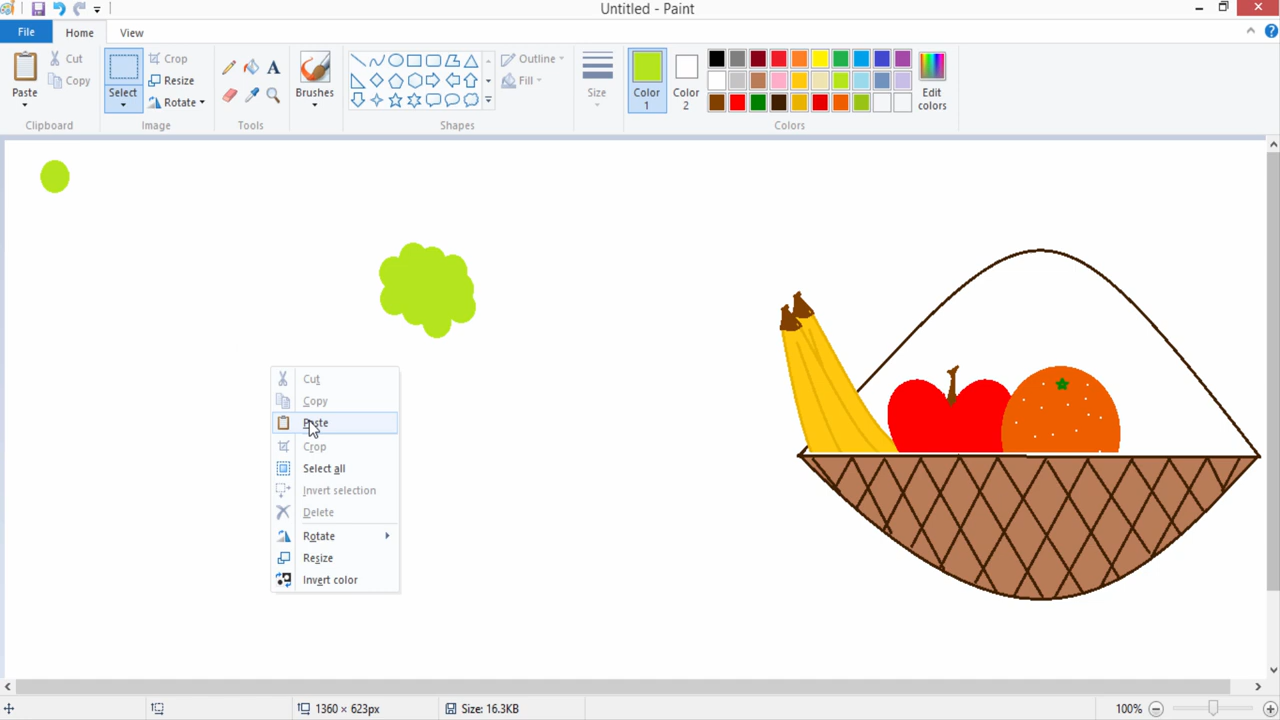 Untitled - Paint
File Home View
Paste
Cut
Copy
Clipboard
Select
Crop
Resize
Rotate
Image
A
Tools
Brushes
Shapes
Outline
Fill
Size
Color 1
Color 2
Edit colors
Colors
Cut
Copy
Paste
Crop
Select all
Invert selection
Delete
Rotate
Resize
Invert color
1360 × 623px
Size: 16.3KB
100%